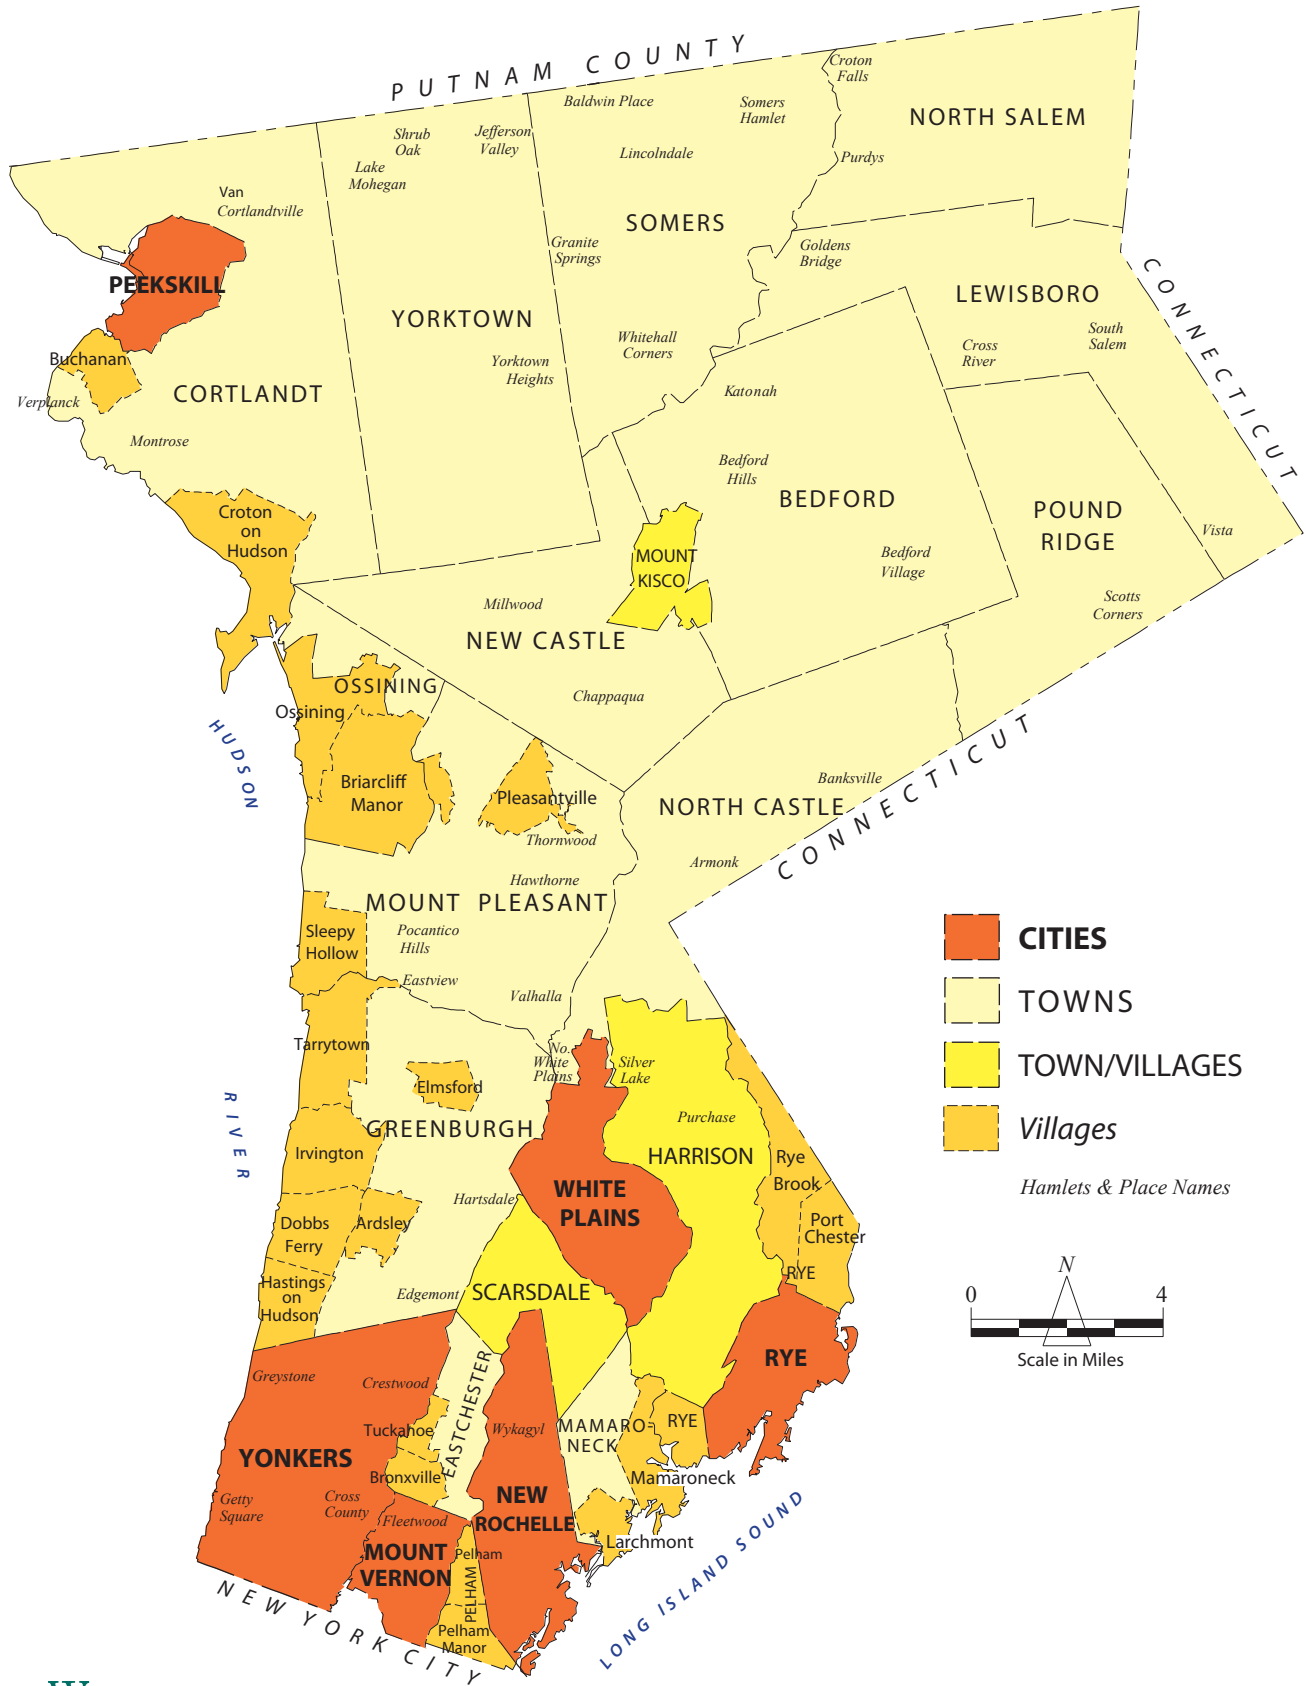 PUTNAM COUNTY
Croton
Falls
Baldwin Place
Somers
Hamlet
NORTH SALEM
Shrub
Oak
Jefferson
Valley
Lincolndale
Purdys
Lake
Mohegan
Van
Cortlandtville
SOMERS
Granite
Springs
Goldens
Bridge
CONNECTICUT
PEEKSKILL
LEWISBORO
YORKTOWN
South
Salem
Whitehall
Corners
Cross
River
Buchanan
Yorktown
Heights
Katonah
CORTLANDT
Verplanck
Montrose
Bedford
Hills
BEDFORD
Croton
on
Hudson
POUND
RIDGE
Vista
MOUNT
KISCO
Bedford
Village
Millwood
Scotts
Corners
NEW CASTLE
OSSINING
Chappaqua
Ossining
HUDSON
CONNECTICUT
Briarcliff
Manor
Pleasantville
Banksville
NORTH CASTLE
Thornwood
Armonk
Hawthorne
MOUNT PLEASANT
Sleepy
Hollow
Pocantico
Hills
CITIES
Eastview
Valhalla
TOWNS
Tarrytown
No.
White
Plains
Silver
Lake
TOWN/VILLAGES
Elmsford
RIVER
Purchase
GREENBURGH
Villages
Irvington
HARRISON
Rye
Brook
Hartsdale
WHITE
PLAINS
Hamlets & Place Names
Dobbs
Ferry
Ardsley
Port
Chester
RYE
N
Hastings
on
Hudson
Edgemont
SCARSDALE
0 4
Scale in Miles
RYE
Greystone
Crestwood
EASTCHESTER
Tuckahoe
Wykagyl
MAMARO-
NECK
RYE
YONKERS
Bronxville
Mamaroneck
Getty
Square
Cross
County
NEW
ROCHELLE
Fleetwood
LONG ISLAND SOUND
Larchmont
MOUNT
VERNON
Pelham
PELHAM
Pelham
Manor
NEW YORK CITY